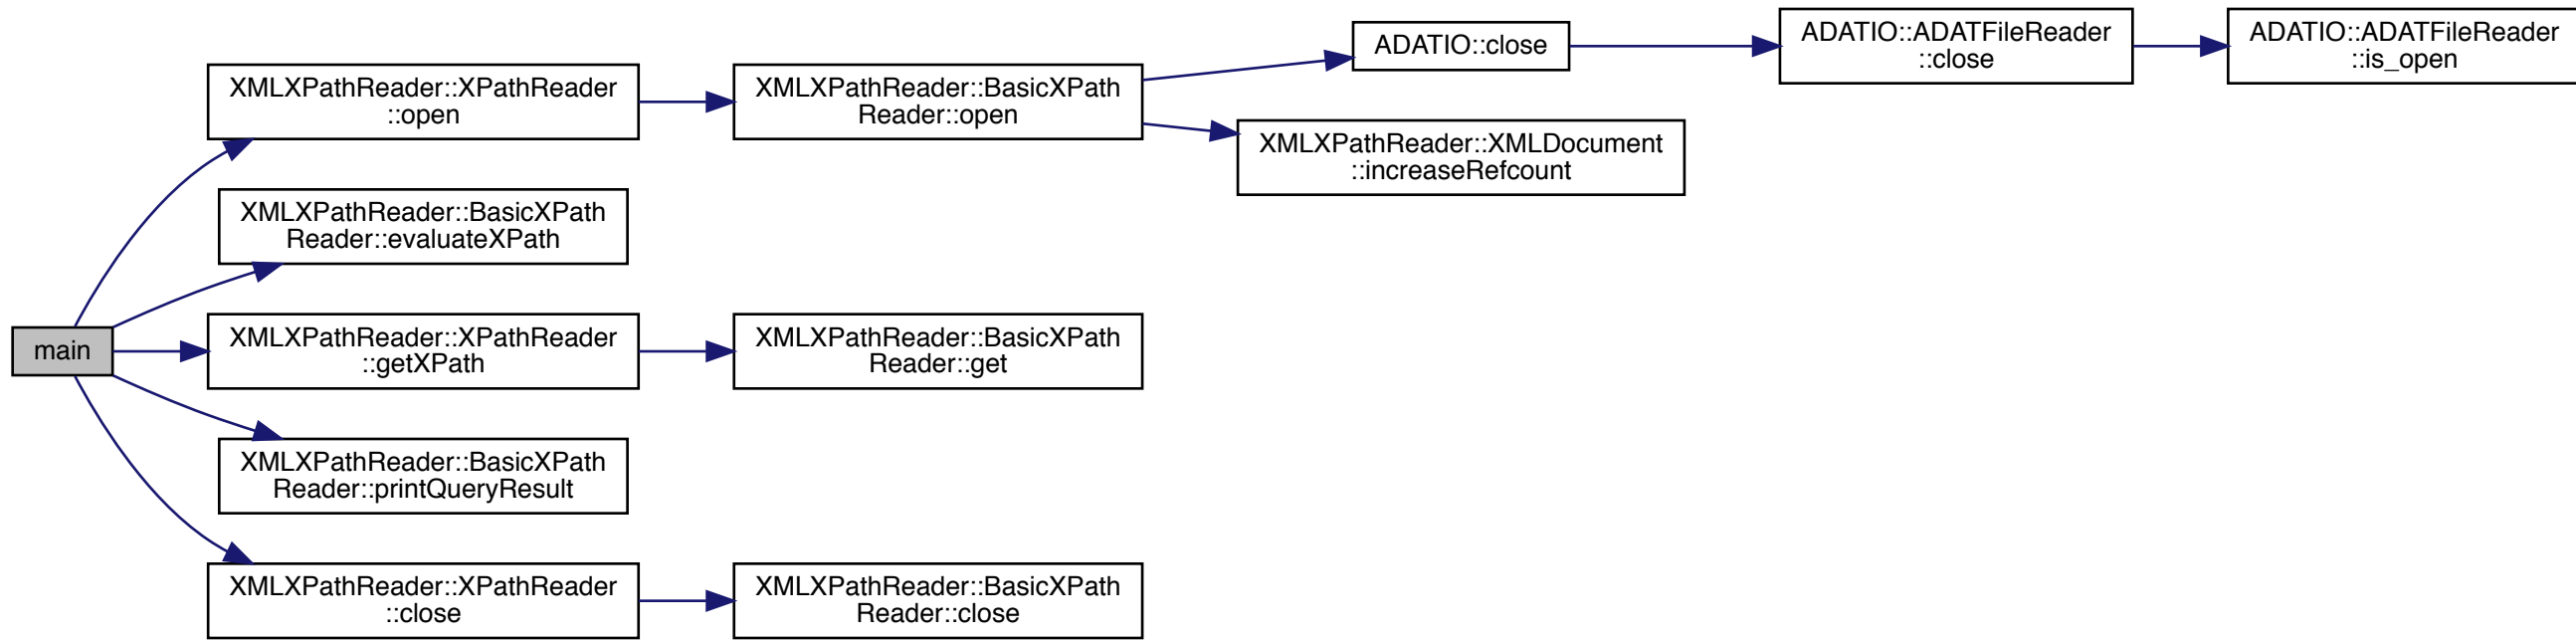 main
XMLXPathReader::XPathReader
::open
XMLXPathReader::BasicXPath
Reader::evaluateXPath
XMLXPathReader::XPathReader
::getXPath
XMLXPathReader::BasicXPath
Reader::printQueryResult
XMLXPathReader::XPathReader
::close
XMLXPathReader::BasicXPath
Reader::open
XMLXPathReader::BasicXPath
Reader::get
XMLXPathReader::BasicXPath
Reader::close
ADATIO::close
XMLXPathReader::XMLDocument
::increaseRefcount
ADATIO::ADATFileReader
::close
ADATIO::ADATFileReader
::is_open